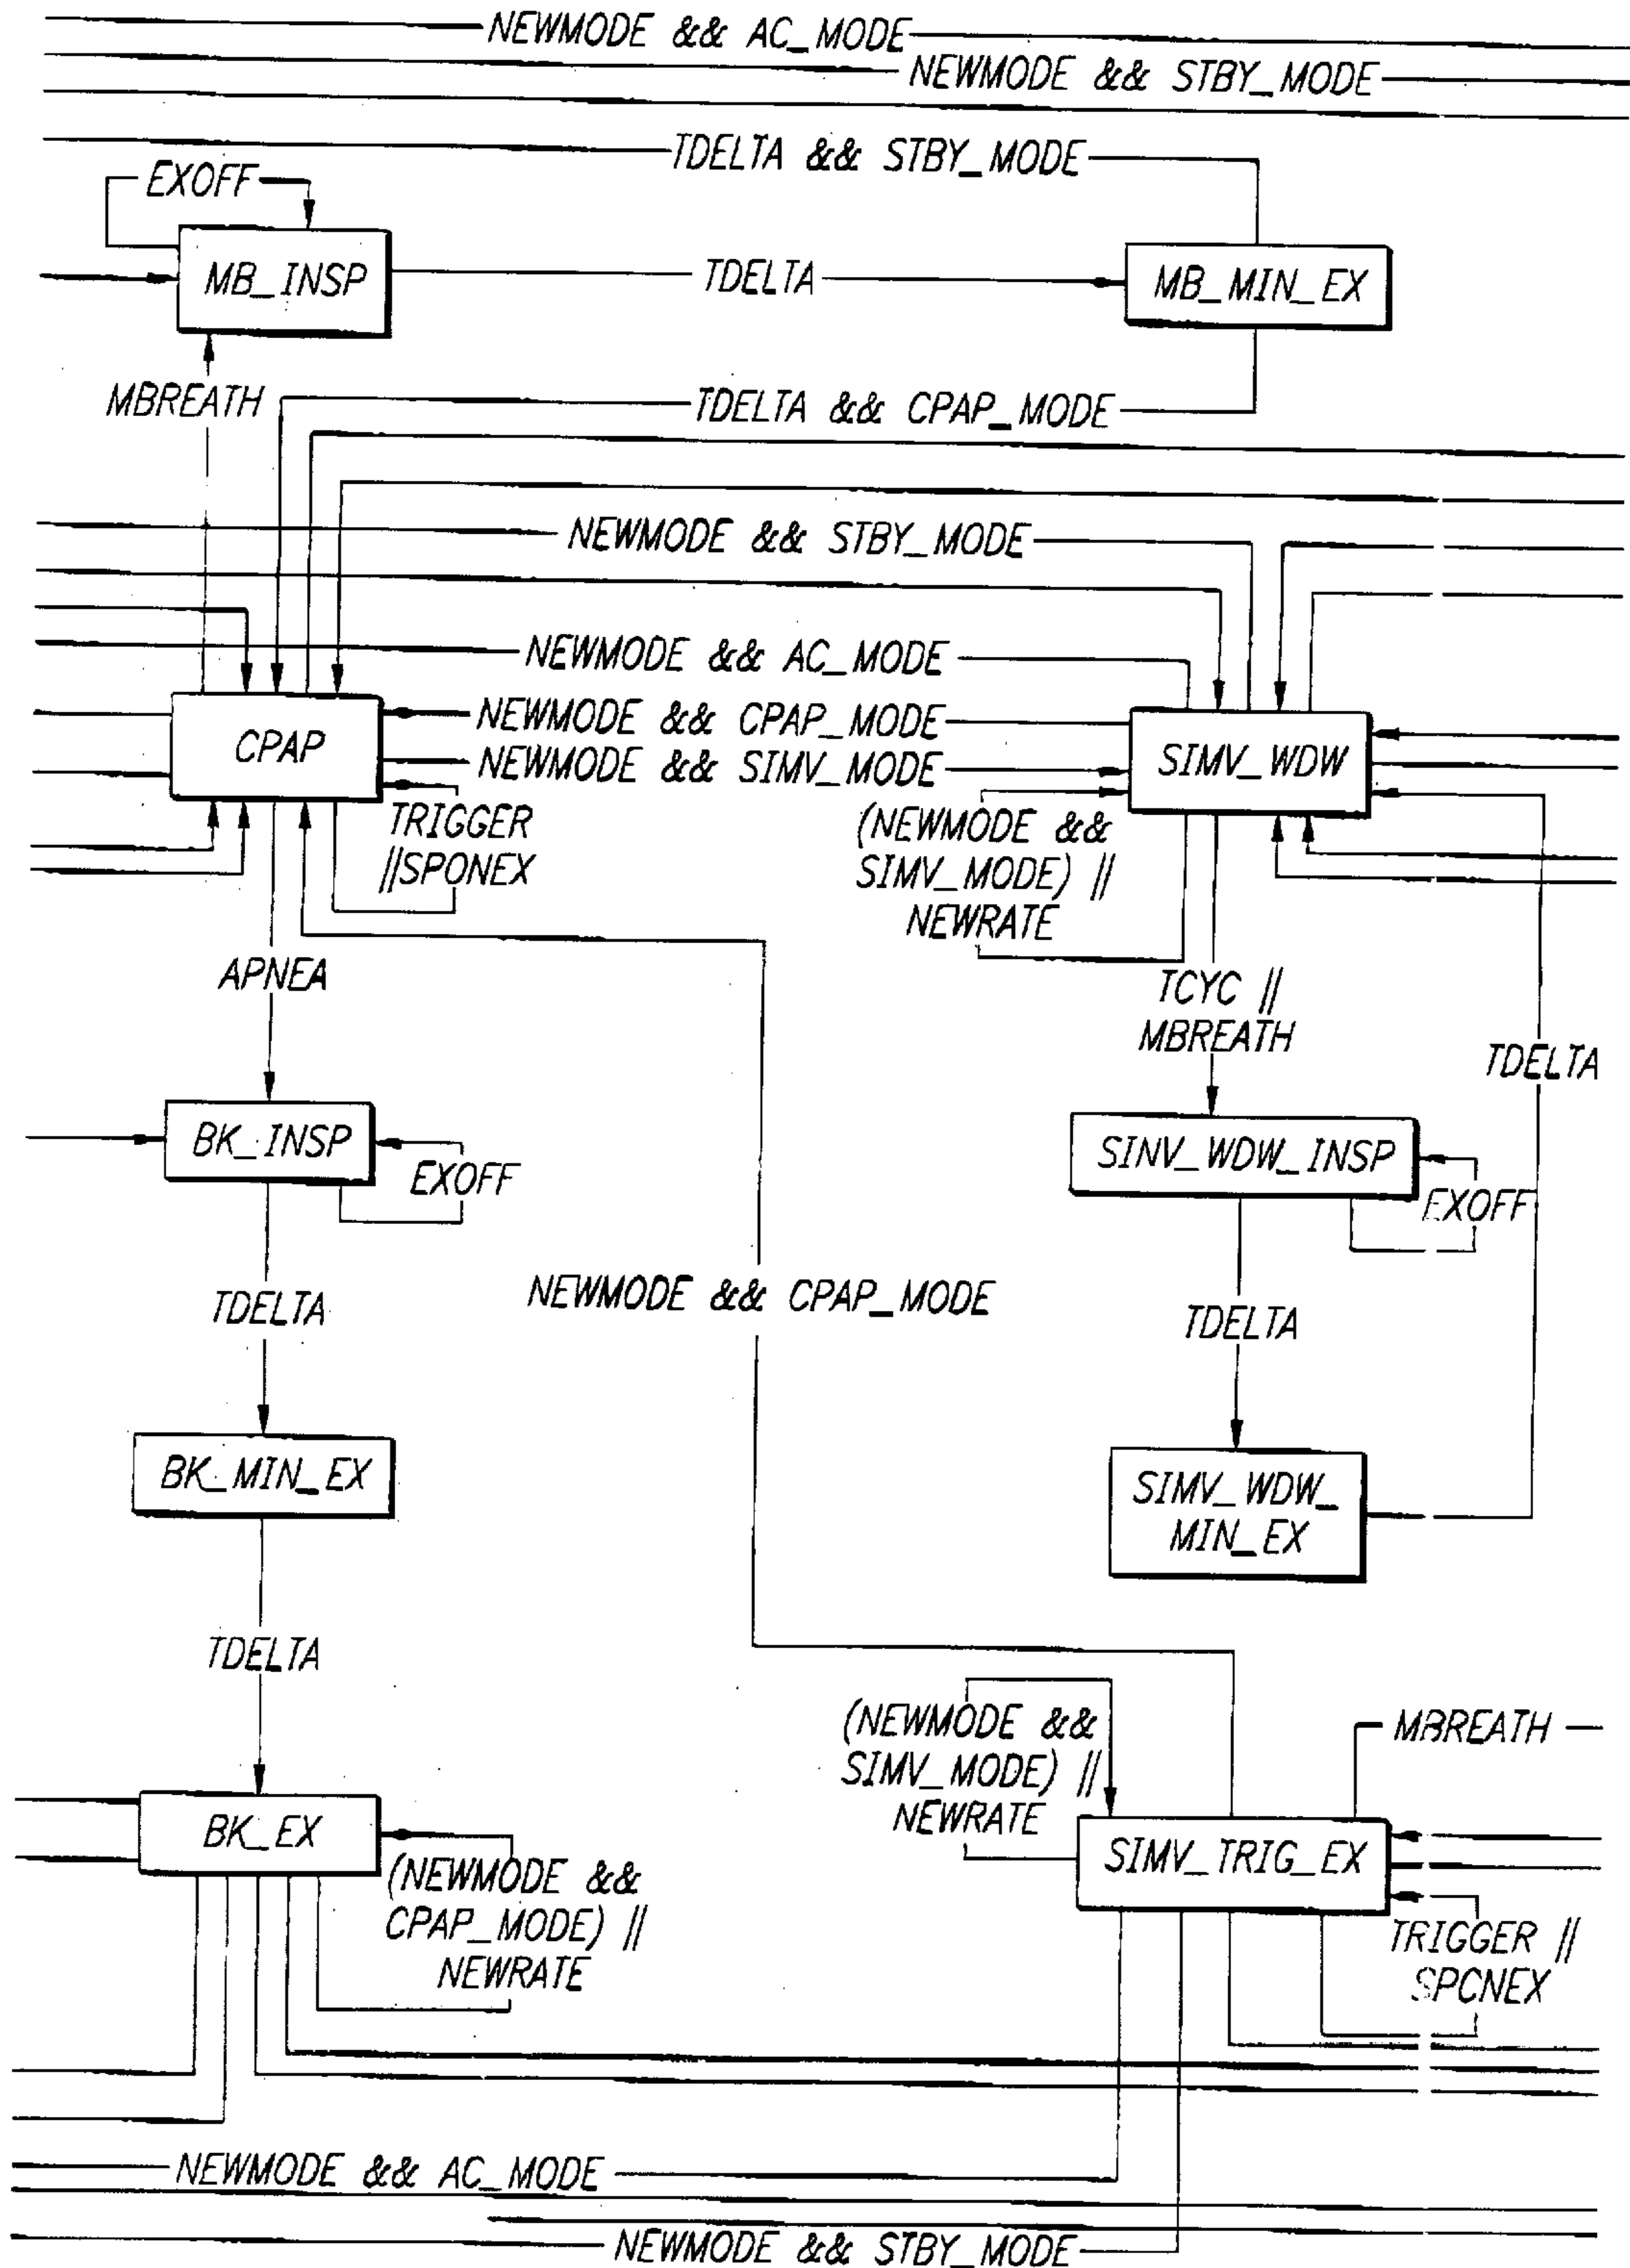 NEWMODE && AC_MODE
NEWMODE && STBY_MODE
TDELTA && STBY_MODE
EXOFF
MB_INSP
TDELTA
MB_MIN_EX
MBREATH
TDELTA && CPAP_MODE
NEWMODE && STBY_MODE
NEWMODE && AC_MODE
NEWMODE && CPAP_MODE
CPAP
SIMV_WDW
NEWMODE && SIMV_MODE
TRIGGER
||SPONEX
(NEWMODE &&
SIMV_MODE) ||
NEWRATE
APNEA
TCYC ||
MBREATH
TDELTA
BK_INSP
EXOFF
SINV_WDW_INSP
EXOFF
TDELTA
NEWMODE && CPAP_MODE
TDELTA
BK_MIN_EX
SIMV_WDW_
MIN_EX
TDELTA
(NEWMODE &&
SIMV_MODE) ||
NEWRATE
MBREATH
BK_EX
SIMV_TRIG_EX
(NEWMODE &&
CPAP_MODE) ||
NEWRATE
TRIGGER ||
SPCNEX
NEWMODE && AC_MODE
NEWMODE && STBY_MODE